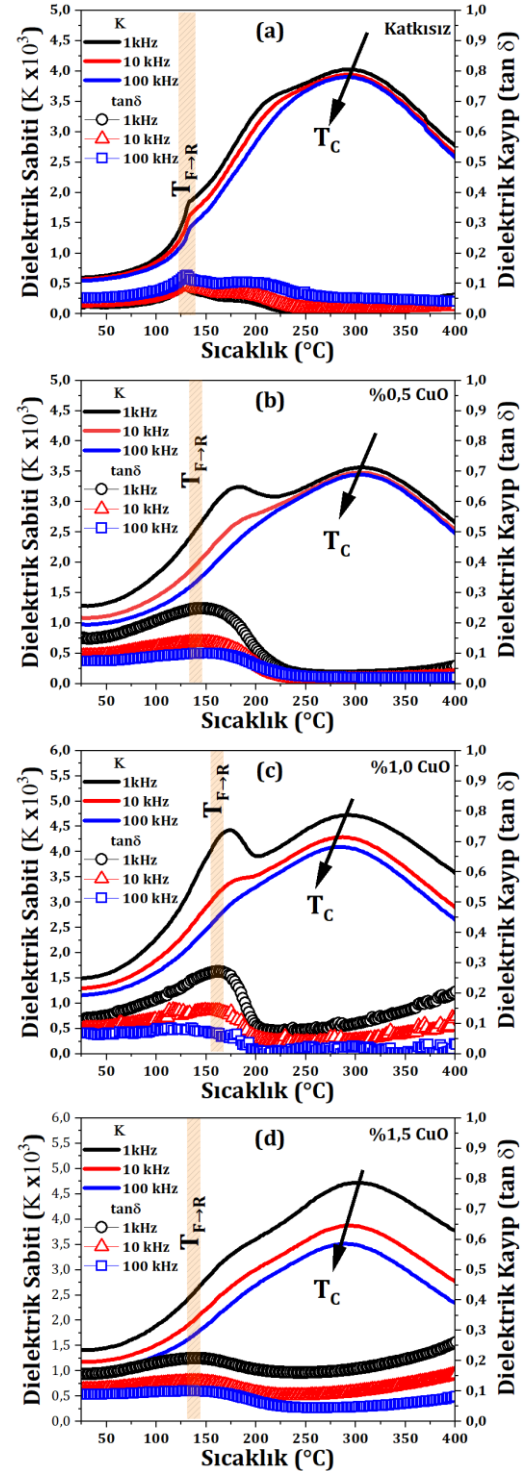 (a)
Katkısız
K
1kHz
10 kHz
100 kHz
tanδ
1kHz
10 kHz
100 kHz
T_F→R
T_C
Dielektrik Sabiti (K x10³)
Dielektrik Kayıp (tan δ)
5,0
4,5
4,0
3,5
3,0
2,5
2,0
1,5
1,0
0,5
0,0
1,0
0,9
0,8
0,7
0,6
0,5
0,4
0,3
0,2
0,1
0,0
50 100 150 200 250 300 350 400
Sıcaklık (°C)
(b)
%0,5 CuO
K
1kHz
10 kHz
100 kHz
tanδ
1kHz
10 kHz
100 kHz
T_F→R
T_C
Dielektrik Sabiti (K x10³)
Dielektrik Kayıp (tan δ)
5,0
4,5
4,0
3,5
3,0
2,5
2,0
1,5
1,0
0,5
0,0
1,0
0,9
0,8
0,7
0,6
0,5
0,4
0,3
0,2
0,1
0,0
50 100 150 200 250 300 350 400
Sıcaklık (°C)
(c)
%1,0 CuO
K
1kHz
10 kHz
100 kHz
tanδ
1kHz
10 kHz
100 kHz
T_F→R
T_C
Dielektrik Sabiti (K x10³)
Dielektrik Kayıp (tan δ)
6,0
5,5
5,0
4,5
4,0
3,5
3,0
2,5
2,0
1,5
1,0
0,5
0,0
1,0
0,9
0,8
0,7
0,6
0,5
0,4
0,3
0,2
0,1
0,0
50 100 150 200 250 300 350 400
Sıcaklık (°C)
(d)
%1,5 CuO
K
1kHz
10 kHz
100 kHz
tanδ
1kHz
10 kHz
100 kHz
T_F→R
T_C
Dielektrik Sabiti (K x10³)
Dielektrik Kayıp (tan δ)
6,0
5,5
5,0
4,5
4,0
3,5
3,0
2,5
2,0
1,5
1,0
0,5
0,0
1,0
0,9
0,8
0,7
0,6
0,5
0,4
0,3
0,2
0,1
0,0
50 100 150 200 250 300 350 400
Sıcaklık (°C)